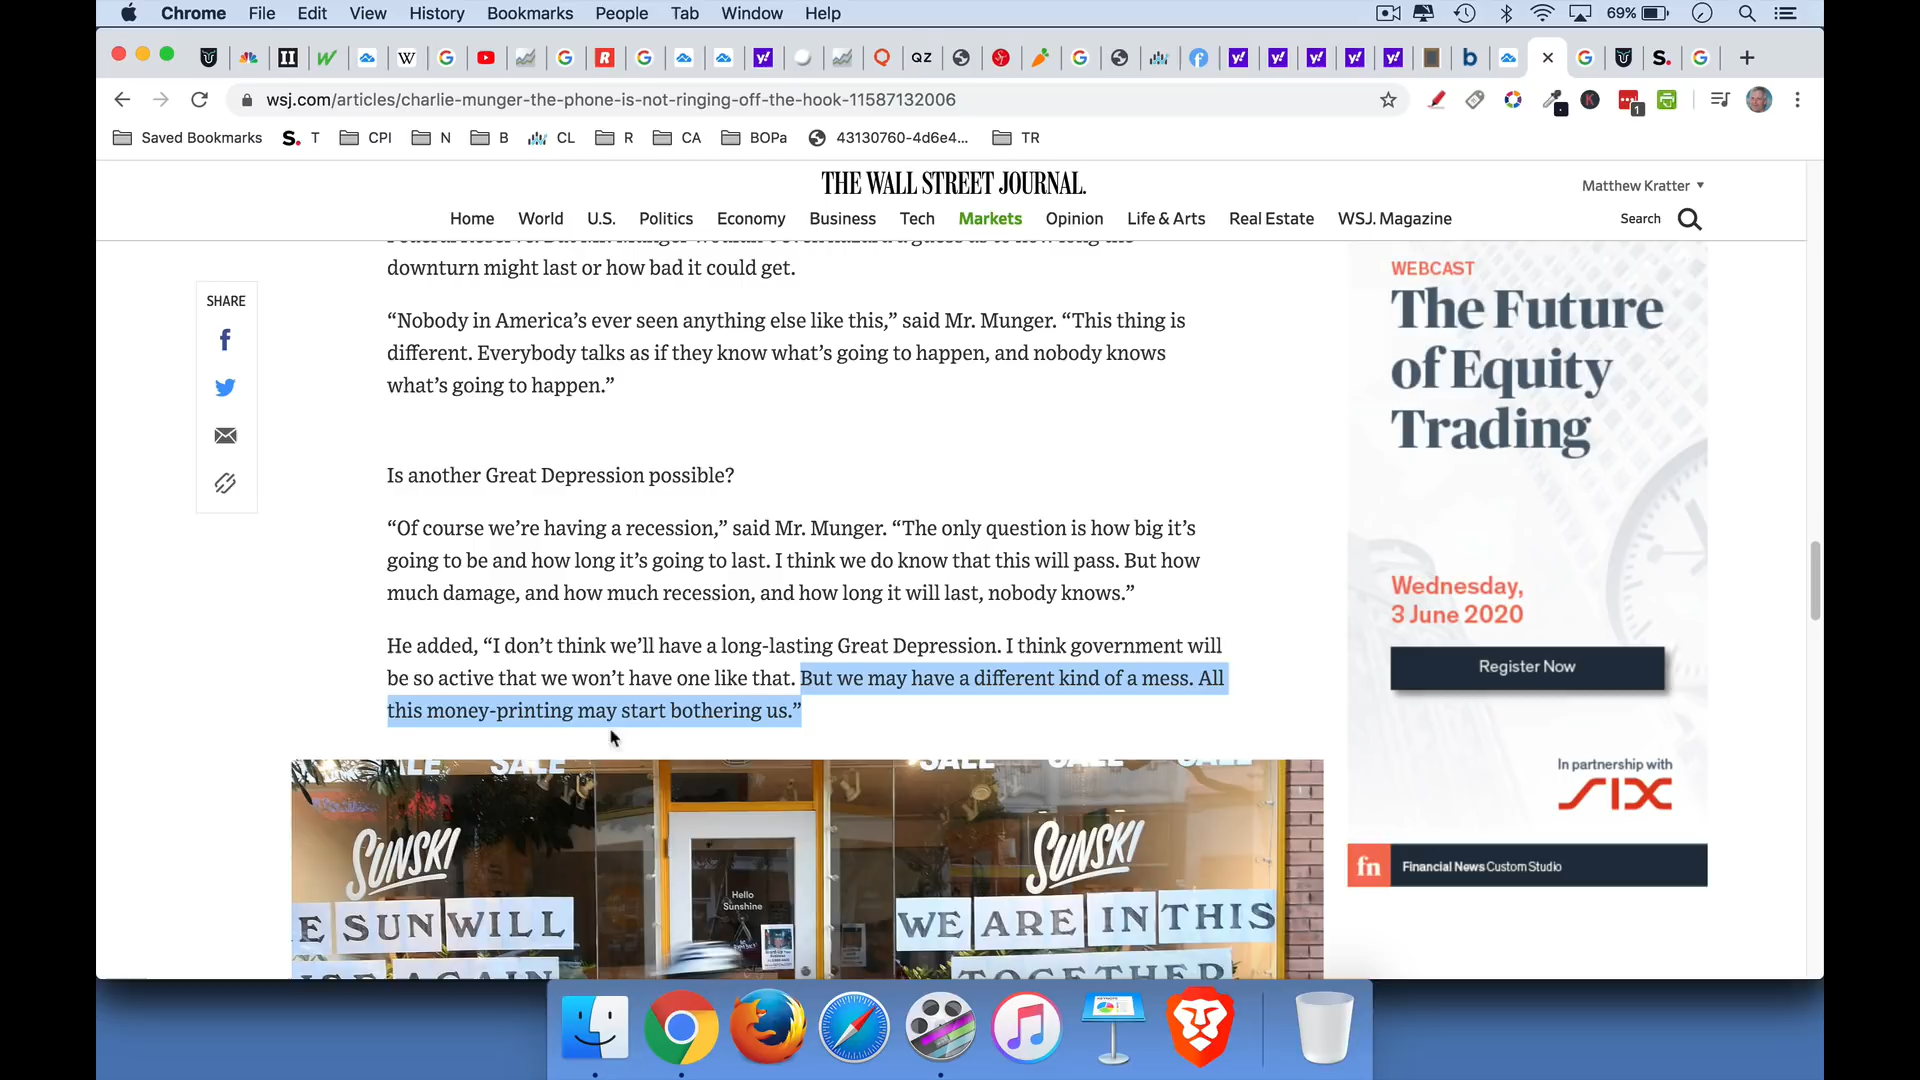 Chrome File Edit View History Bookmarks People Tab Window Help 69%
QZ
wsj.com/articles/charlie-munger-the-phone-is-not-ringing-off-the-hook-11587132006
Saved Bookmarks S. T CPI N B CL R CA BOPa 43130760-4d6e4... TR
THE WALL STREET JOURNAL.
Matthew Kratter
Home World U.S. Politics Economy Business Tech Markets Opinion Life & Arts Real Estate WSJ. Magazine
Search
downturn might last or how bad it could get.
SHARE
“Nobody in America’s ever seen anything else like this,” said Mr. Munger. “This thing is
different. Everybody talks as if they know what’s going to happen, and nobody knows
what’s going to happen.”
Is another Great Depression possible?
“Of course we’re having a recession,” said Mr. Munger. “The only question is how big it’s
going to be and how long it’s going to last. I think we do know that this will pass. But how
much damage, and how much recession, and how long it will last, nobody knows.”
He added, “I don’t think we’ll have a long-lasting Great Depression. I think government will
be so active that we won’t have one like that. But we may have a different kind of a mess. All
this money-printing may start bothering us.”
SALE
SUNSKI
Hello
Sunshine
E SUN WILL
SUNSKI
WE ARE IN THIS
TOGETHER
WEBCAST
The Future
of Equity
Trading
Wednesday,
3 June 2020
Register Now
In partnership with
SIX
fn Financial News Custom Studio